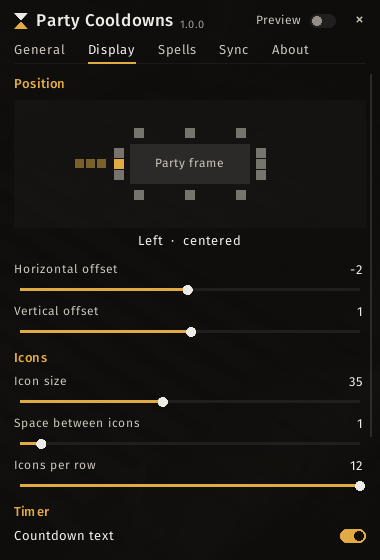 Party Cooldowns 1.0.0 Preview ×
General Display Spells Sync About
Position
Party frame
Left · centered
Horizontal offset -2
Vertical offset 1
Icons
Icon size 35
Space between icons 1
Icons per row 12
Timer
Countdown text